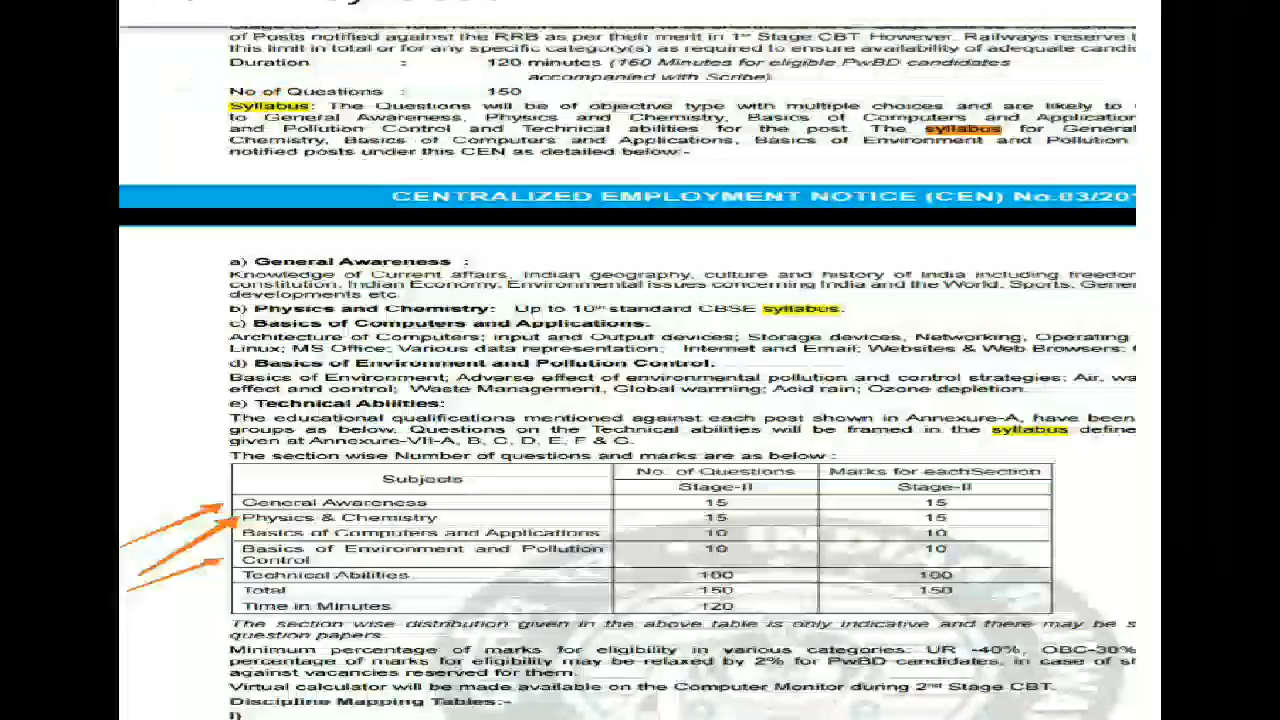 of Posts notified against the RRB as per their merit in 1st Stage CBT However, Railways reserve
this limit in total or for any specific category(s) as required to ensure availability of adequate
Duration : 120 minutes (160 Minutes for eligible PwBD candidates
accompanied with Scribe)
No of Questions : 150
Syllabus: The Questions will be of objective type with multiple choices and are likely to
to General Awareness, Physics and Chemistry, Basics of Computers and
and Pollution Control and Technical abilities for the post. The syllabus for General
Chemistry, Basics of Computers and Applications, Basics of Environment and Pollution
notified posts under this CEN as detailed below:-
CENTRALIZED EMPLOYMENT NOTICE (CEN) No.03/20
a) General Awareness :
Knowledge of Current affairs, Indian geography, culture and history of India including
constitution, Indian Economy, Environmental issues concerning India and the World, Sports,
developments etc
b) Physics and Chemistry: Up to 10th standard CBSE syllabus.
c) Basics of Computers and Applications.
Architecture of Computers; input and Output devices; Storage devices, Networking, Operating
Linux; MS Office; Various data representation; Internet and Email; Websites & Web Browsers;
d) Basics of Environment and Pollution Control.
Basics of Environment; Adverse effect of environmental pollution and control strategies; Air,
effect and control; Waste Management, Global warming; Acid rain; Ozone depletion.
e) Technical Abilities:
The educational qualifications mentioned against each post shown in Annexure-A, have been
groups as below. Questions on the Technical abilities will be framed in the syllabus
given at Annexure-VII-A, B, C, D, E, F & G.
The section wise Number of questions and marks are as below :
Subjects No. of Questions Marks for eachSection
Stage-II Stage-II
General Awareness 15 15
Physics & Chemistry 15 15
Basics of Computers and Applications 10 10
Basics of Environment and Pollution 10 10
Control
Technical Abilities 100 100
Total 150 150
Time in Minutes 120
The section wise distribution given in the above table is only indicative and there may be
question papers.
Minimum percentage of marks for eligibility in various categories: UR -40%, OBC-30%
percentage of marks for eligibility may be relaxed by 2% for PwBD candidates, in case of
against vacancies reserved for them.
Virtual calculator will be made available on the Computer Monitor during 2nd Stage CBT.
Discipline Mapping Tables:-
I)